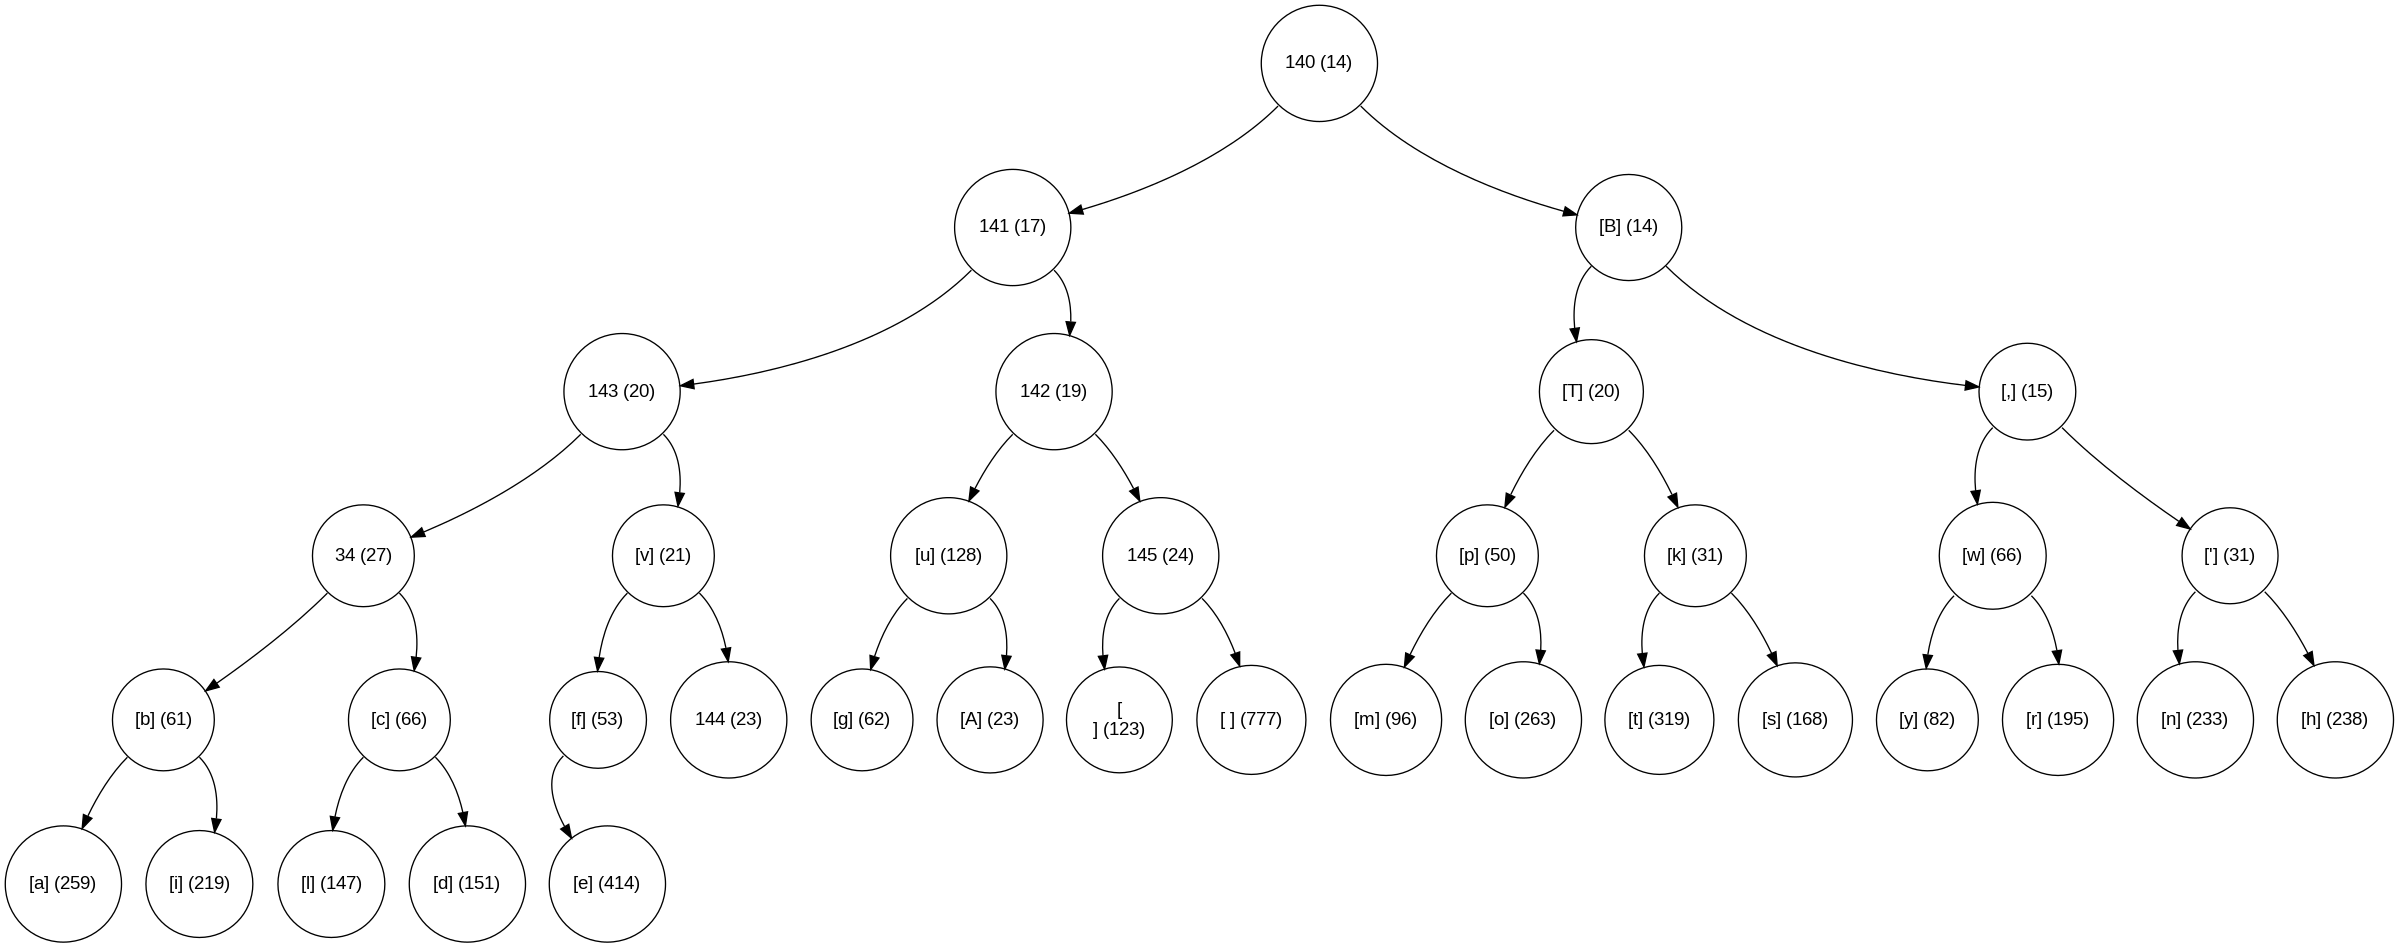 140 (14)
141 (17)
[B] (14)
143 (20)
142 (19)
[T] (20)
[,] (15)
34 (27)
[v] (21)
[u] (128)
145 (24)
[p] (50)
[k] (31)
[w] (66)
['] (31)
[b] (61)
[c] (66)
[f] (53)
144 (23)
[g] (62)
[A] (23)
[
] (123)
[ ] (777)
[m] (96)
[o] (263)
[t] (319)
[s] (168)
[y] (82)
[r] (195)
[n] (233)
[h] (238)
[a] (259)
[i] (219)
[l] (147)
[d] (151)
[e] (414)